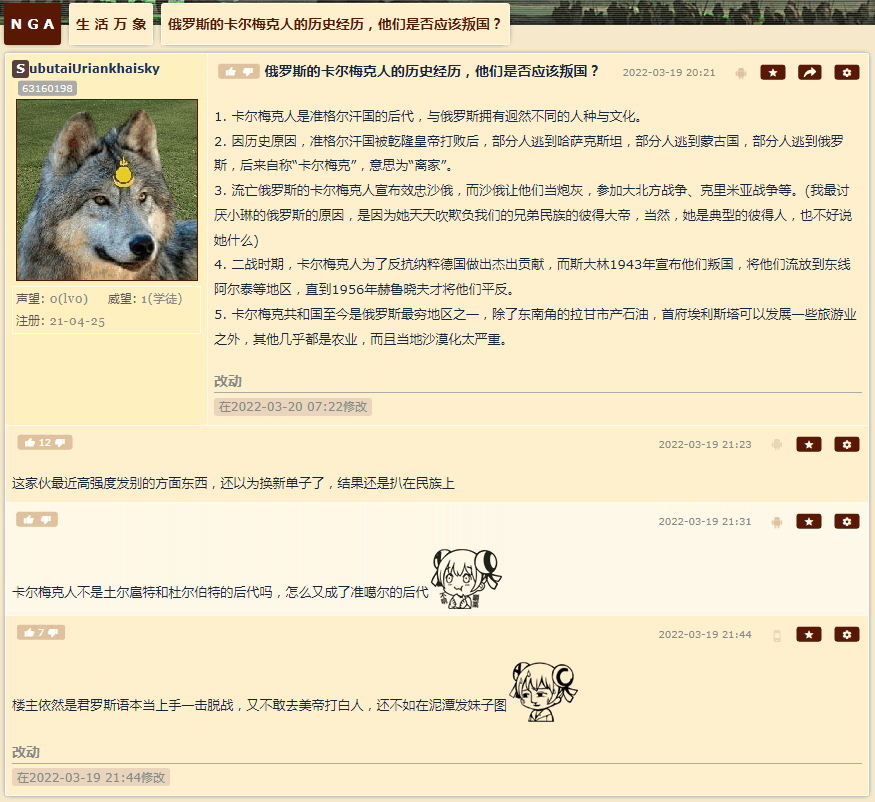 NGA 生活万象 俄罗斯的卡尔梅克人的历史经历，他们是否应该叛国？
SubutaiUriankhaisky
63160198
声望: 0(lv0) 威望: 1(学徒)
注册: 21-04-25
俄罗斯的卡尔梅克人的历史经历，他们是否应该叛国？ 2022-03-19 20:21
1. 卡尔梅克人是准格尔汗国的后代，与俄罗斯拥有迥然不同的人种与文化。
2. 因历史原因，准格尔汗国被乾隆皇帝打败后，部分人逃到哈萨克斯坦，部分人逃到蒙古国，部分人逃到俄罗
斯，后来自称“卡尔梅克”，意思为“离家”。
3. 流亡俄罗斯的卡尔梅克人宣布效忠沙俄，而沙俄让他们当炮灰，参加大北方战争、克里米亚战争等。(我最讨
厌小琳的俄罗斯的原因，是因为她天天吹欺负我们的兄弟民族的彼得大帝，当然，她是典型的彼得人，也不好说
她什么)
4. 二战时期，卡尔梅克人为了反抗纳粹德国做出杰出贡献，而斯大林1943年宣布他们叛国，将他们流放到东线
阿尔泰等地区，直到1956年赫鲁晓夫才将他们平反。
5. 卡尔梅克共和国至今是俄罗斯最穷地区之一，除了东南角的拉甘市产石油，首府埃利斯塔可以发展一些旅游业
之外，其他几乎都是农业，而且当地沙漠化太严重。
改动
在2022-03-20 07:22修改
12 2022-03-19 21:23
这家伙最近高强度发别的方面东西，还以为换新单子了，结果还是扒在民族上
2022-03-19 21:31
卡尔梅克人不是土尔扈特和杜尔伯特的后代吗，怎么又成了准噶尔的后代
7 2022-03-19 21:44
楼主依然是君罗斯语本当上手一击脱战，又不敢去美帝打白人，还不如在泥潭发妹子图
改动
在2022-03-19 21:44修改